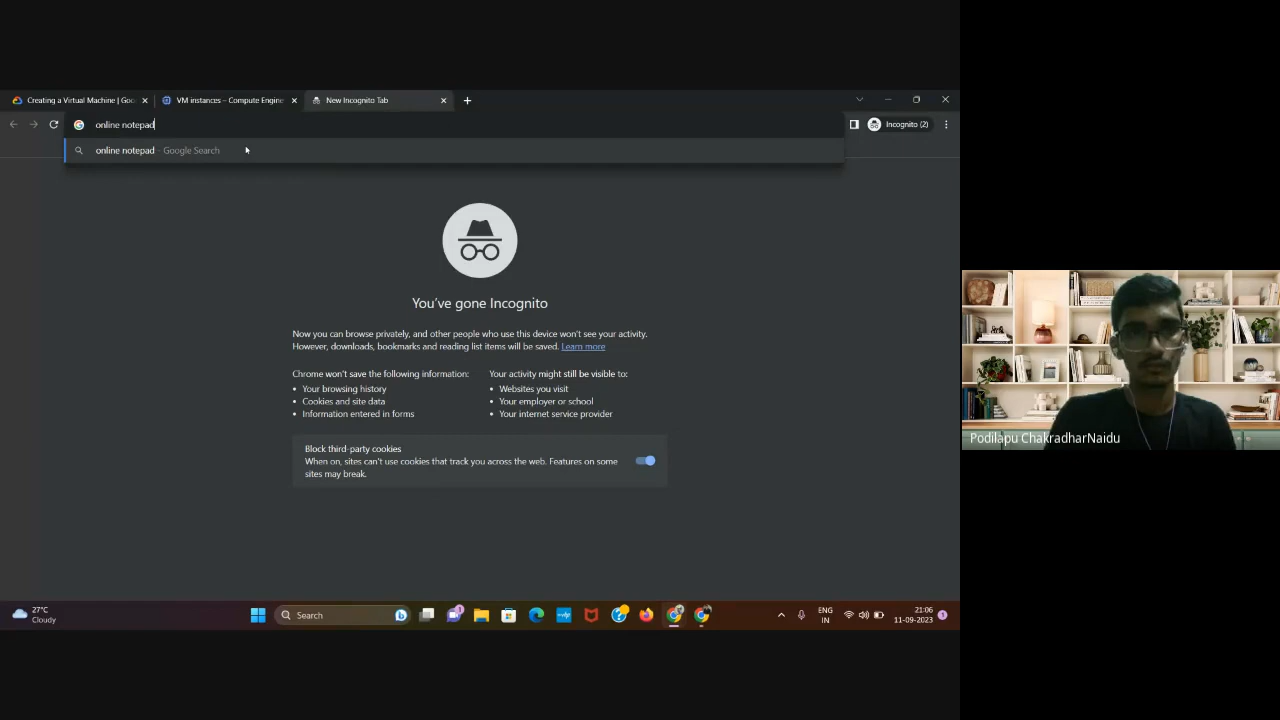 Creating a Virtual Machine | Goo
VM instances – Compute Engine
New Incognito Tab
online notepad
Incognito (2)
online notepad - Google Search
You've gone Incognito
Now you can browse privately, and other people who use this device won't see your activity.
However, downloads, bookmarks and reading list items will be saved. Learn more
Chrome won't save the following information:
• Your browsing history
• Cookies and site data
• Information entered in forms
Your activity might still be visible to:
• Websites you visit
• Your employer or school
• Your internet service provider
Block third-party cookies
When on, sites can't use cookies that track you across the web. Features on some
sites may break.
Podilapu ChakradharNaidu
27°C
Cloudy
Search
ENG
IN
21:06
11-09-2023